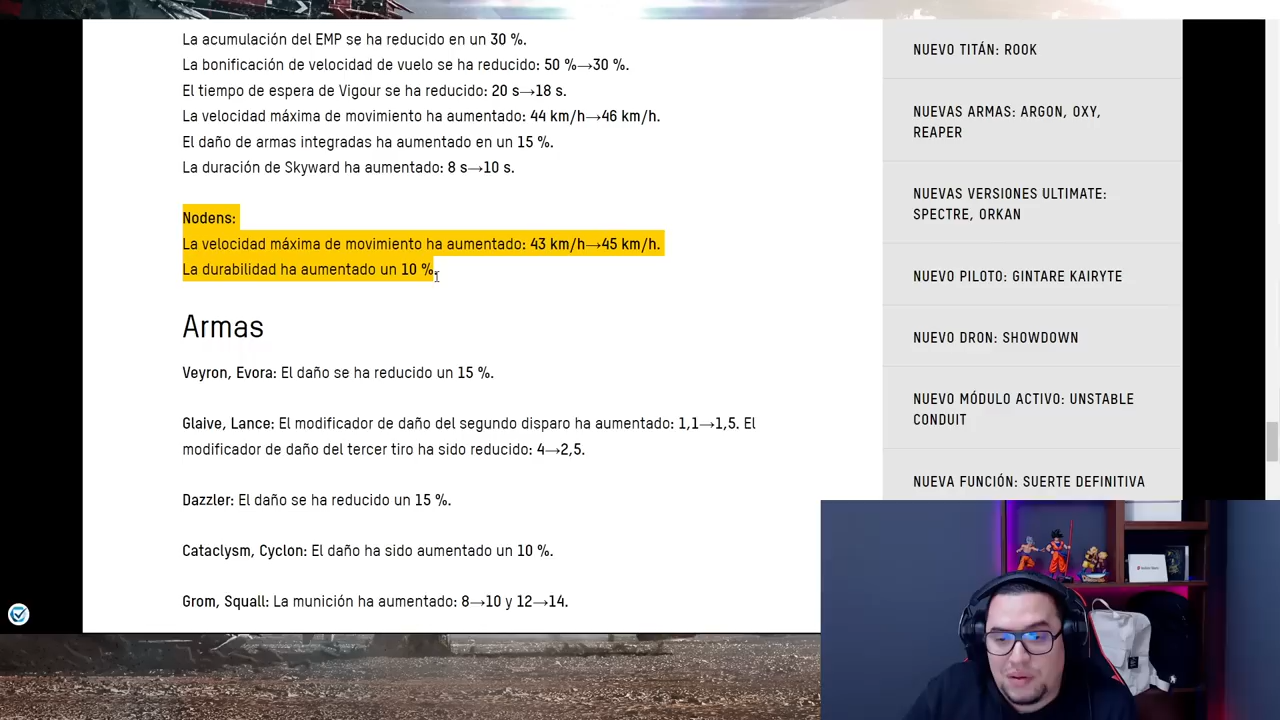 La acumulación del EMP se ha reducido en un 30 %.
La bonificación de velocidad de vuelo se ha reducido: 50 %→30 %.
El tiempo de espera de Vigour se ha reducido: 20 s→18 s.
La velocidad máxima de movimiento ha aumentado: 44 km/h→46 km/h.
El daño de armas integradas ha aumentado en un 15 %.
La duración de Skyward ha aumentado: 8 s→10 s.
Nodens:
La velocidad máxima de movimiento ha aumentado: 43 km/h→45 km/h.
La durabilidad ha aumentado un 10 %.
Armas
Veyron, Evora: El daño se ha reducido un 15 %.
Glaive, Lance: El modificador de daño del segundo disparo ha aumentado: 1,1→1,5. El
modificador de daño del tercer tiro ha sido reducido: 4→2,5.
Dazzler: El daño se ha reducido un 15 %.
Cataclysm, Cyclon: El daño ha sido aumentado un 10 %.
Grom, Squall: La munición ha aumentado: 8→10 y 12→14.
NUEVO TITÁN: ROOK
NUEVAS ARMAS: ARGON, OXY,
REAPER
NUEVAS VERSIONES ULTIMATE:
SPECTRE, ORKAN
NUEVO PILOTO: GINTARE KAIRYTE
NUEVO DRON: SHOWDOWN
NUEVO MÓDULO ACTIVO: UNSTABLE
CONDUIT
NUEVA FUNCIÓN: SUERTE DEFINITIVA